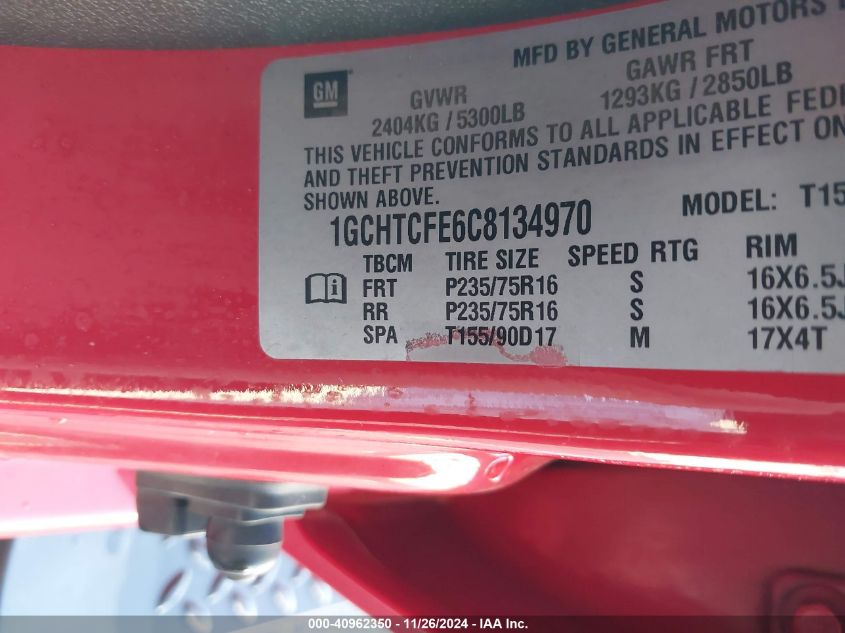 MFD BY GENERAL MOTORS
GM
GVWR
GAWR FRT
2404KG / 5300LB
1293KG / 2850LB
THIS VEHICLE CONFORMS TO ALL APPLICABLE FEDE
AND THEFT PREVENTION STANDARDS IN EFFECT ON
SHOWN ABOVE.
1GCHTCFE6C8134970
MODEL: T15
TBCM TIRE SIZE SPEED RTG RIM
FRT P235/75R16 S 16X6.5J
RR P235/75R16 S 16X6.5J
SPA T155/90D17 M 17X4T
000-40962350 - 11/26/2024 - IAA Inc.